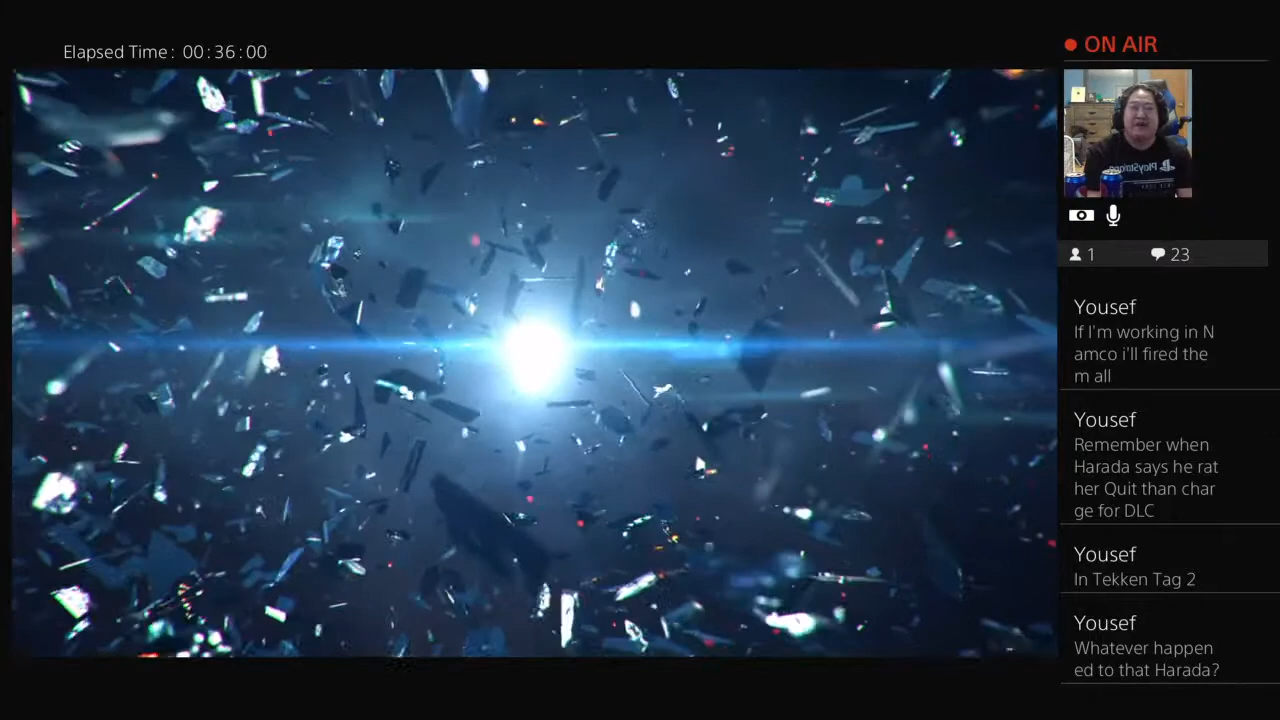 Elapsed Time: 00:36:00
ON AIR
1
23
Yousef
If I'm working in N
amco i'll fired the
m all
Yousef
Remember when
Harada says he rat
her Quit than char
ge for DLC
Yousef
In Tekken Tag 2
Yousef
Whatever happen
ed to that Harada?